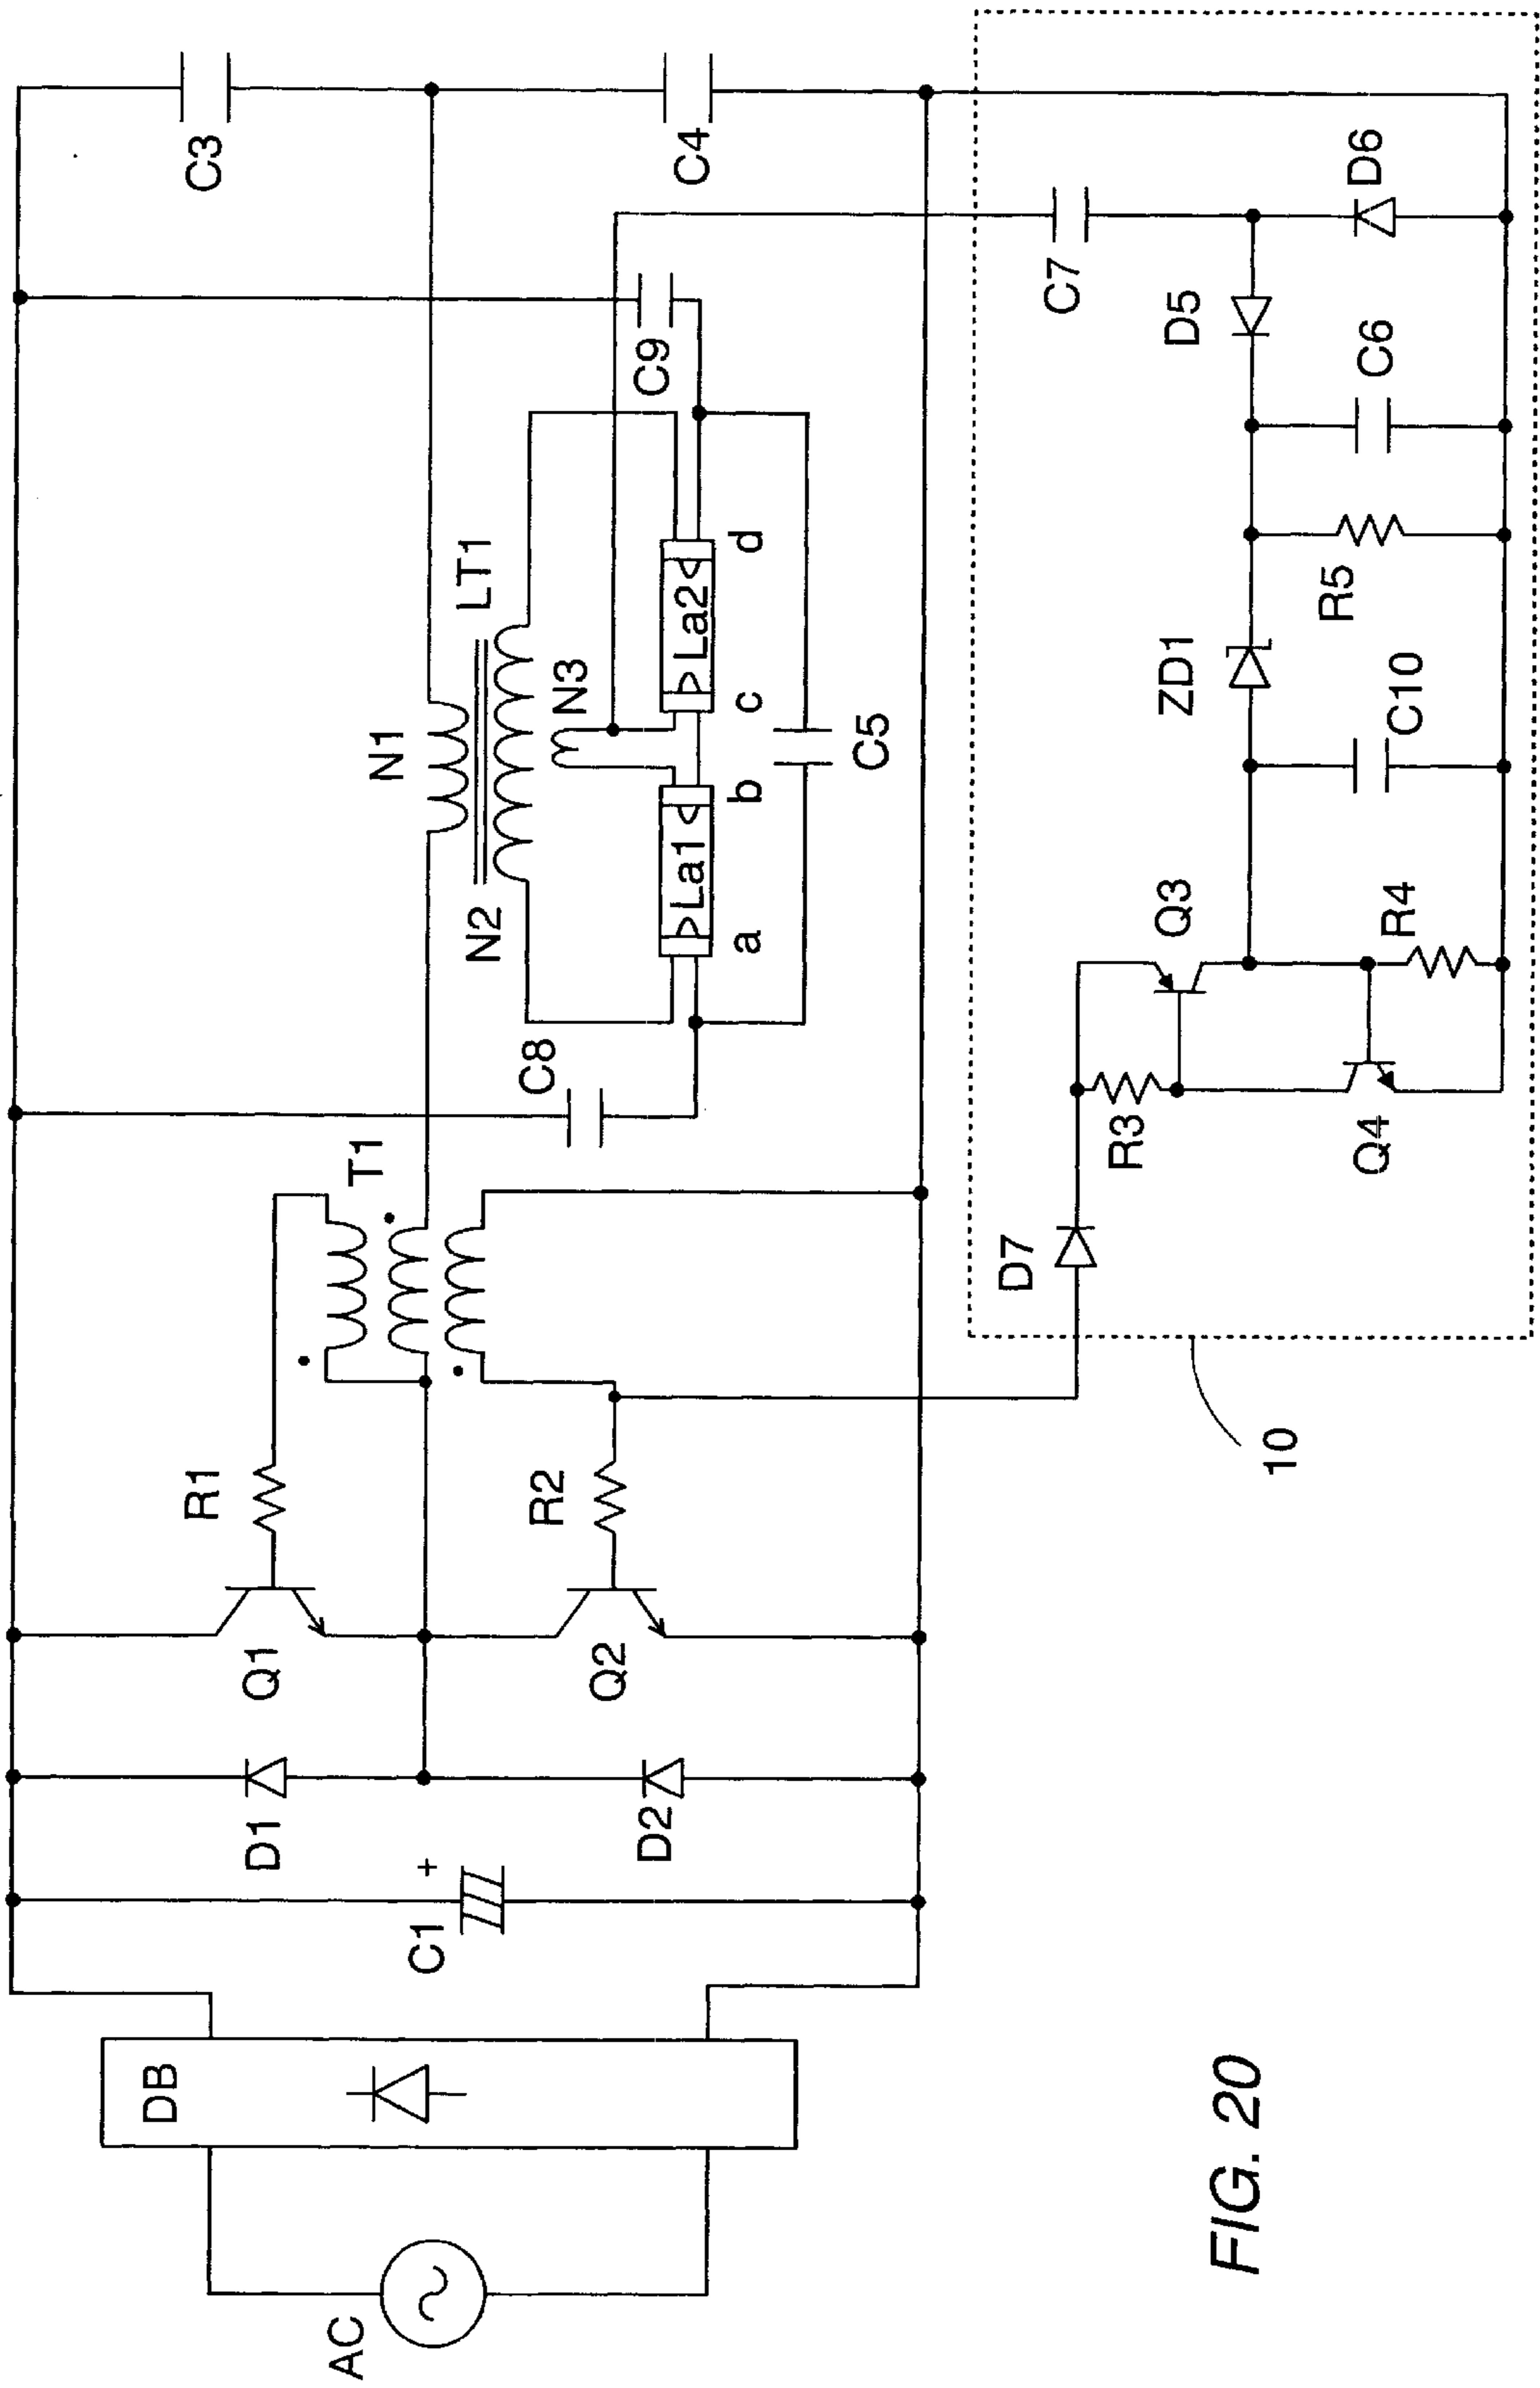 AC
DB
C1
+
D1
D2
Q1
Q2
R1
R2
T1
C8
N1
N2
LT1
N3
La1
La2
a
b
c
d
C5
C9
C3
C4
10
D7
R3
Q3
Q4
R4
ZD1
C10
R5
D5
C6
C7
D6
FIG. 20